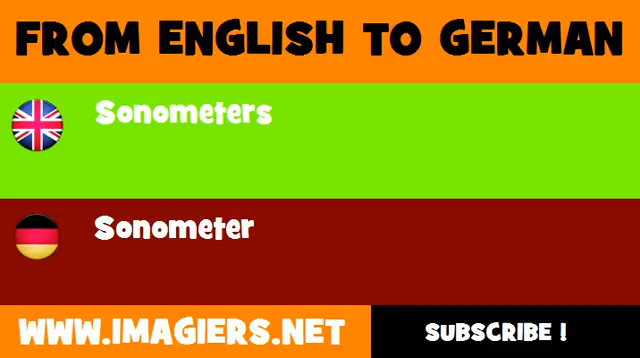 FROM ENGLISH TO GERMAN
Sonometers
Sonometer
WWW.IMAGIERS.NET
SUBSCRIBE !